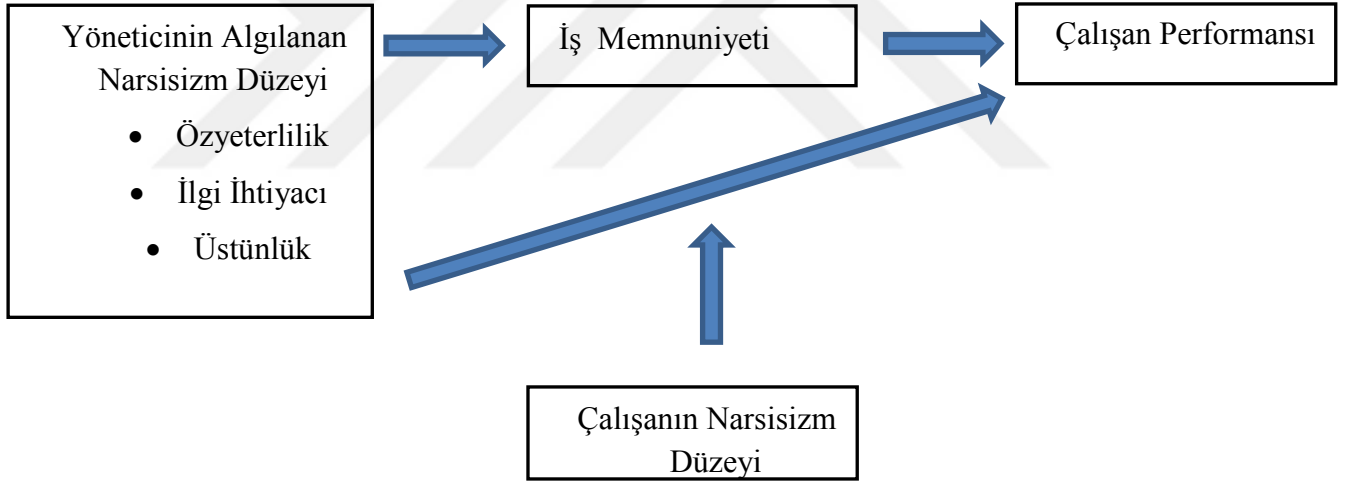 Yöneticinin Algılanan
Narsisizm Düzeyi
• Özyeterlilik
• İlgi İhtiyacı
• Üstünlük
İş Memnuniyeti
Çalışan Performansı
Çalışanın Narsisizm
Düzeyi